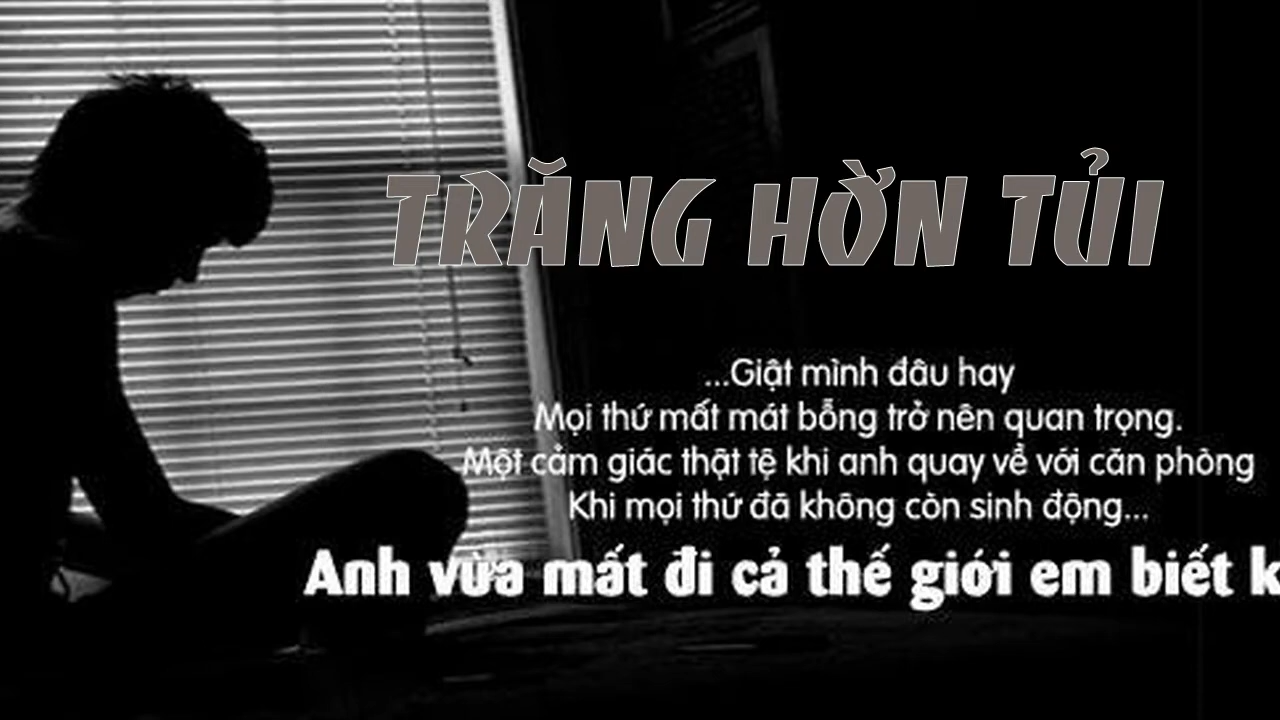 TRĂNG HỜN TỦI
...Giật mình đâu hay
Mọi thứ mất mát bỗng trở nên quan trọng.
Một cảm giác thật tệ khi anh quay về với căn phòng
Khi mọi thứ đã không còn sinh động...
Anh vừa mất đi cả thế giới em biết k